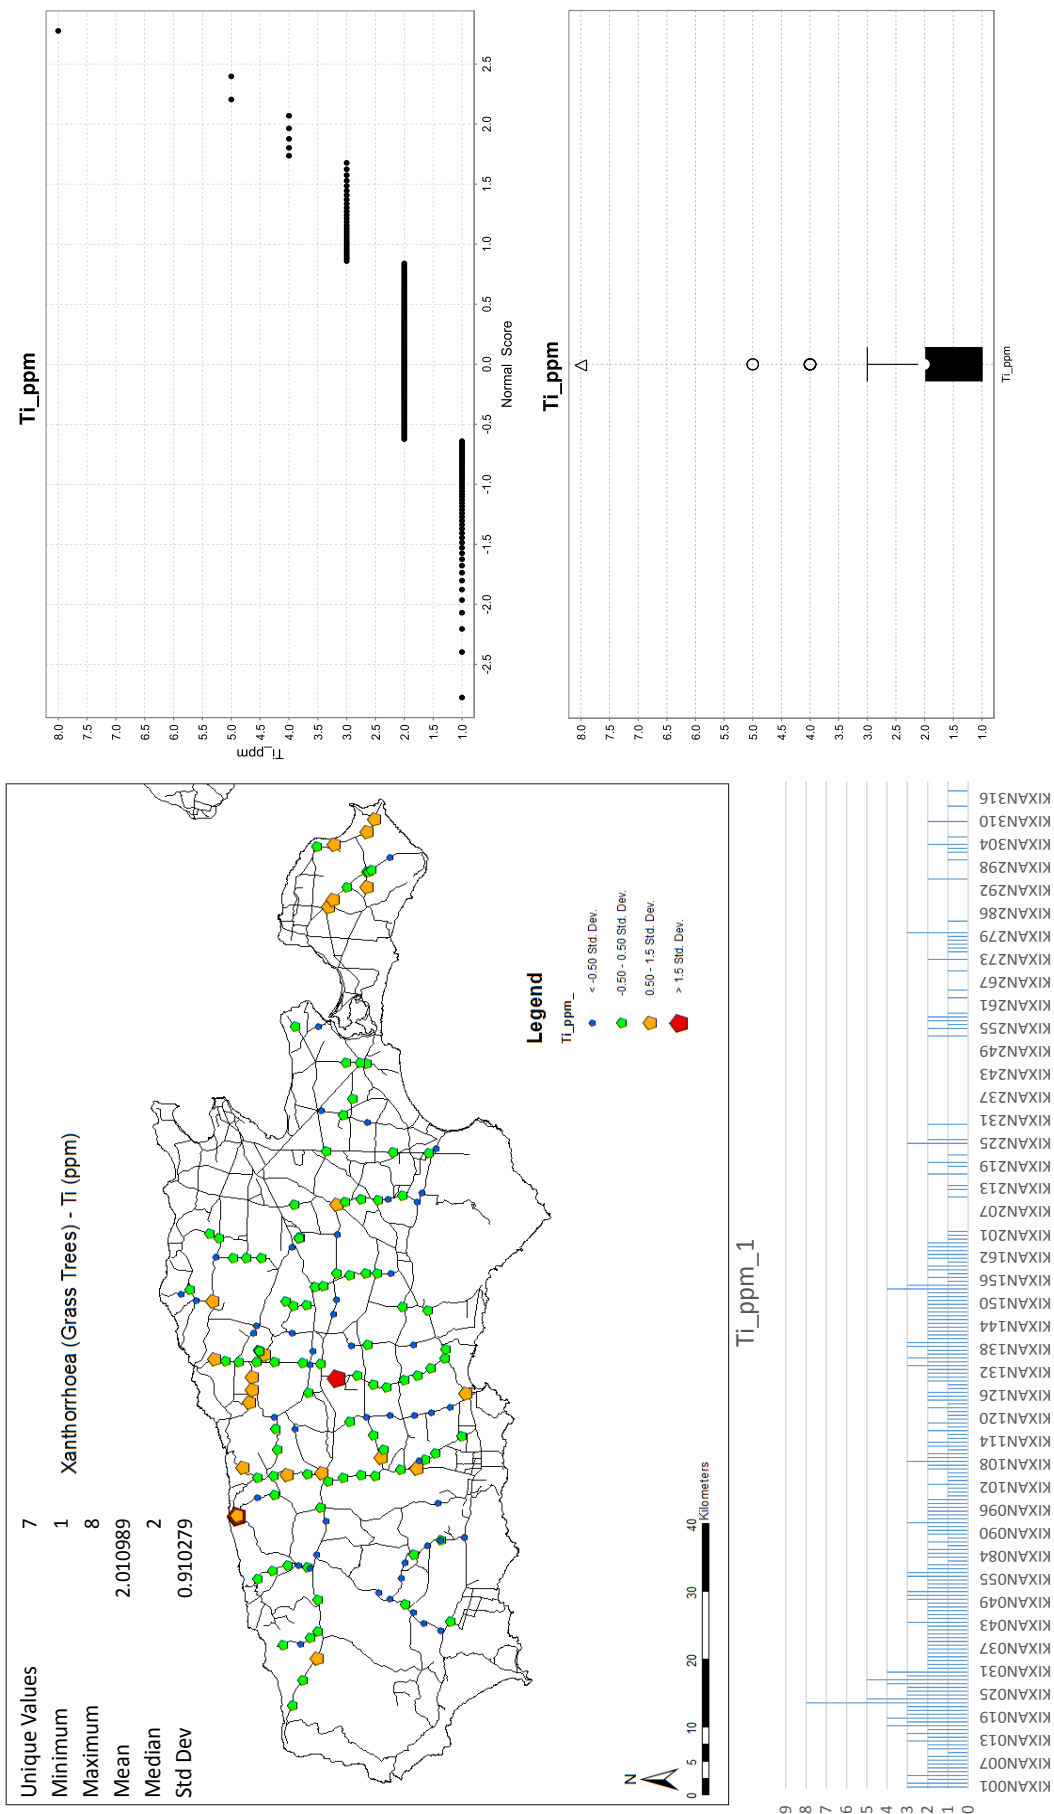 Unique Values 7
Minimum 1
Maximum 8
Mean 2.010989
Median 2
Std Dev 0.910279
Xanthorrhoea (Grass Trees) - Ti (ppm)
Legend
Ti_ppm_
< -0.50 Std. Dev.
-0.50 - 0.50 Std. Dev.
0.50 - 1.5 Std. Dev.
> 1.5 Std. Dev.
N
0 5 10 20 30 40
Kilometers
Ti_ppm
Ti_ppm
8.0
7.5
7.0
6.5
6.0
5.5
5.0
4.5
4.0
3.5
3.0
2.5
2.0
1.5
1.0
-2.5 -2.0 -1.5 -1.0 -0.5 0.0 0.5 1.0 1.5 2.0 2.5
Normal Score
Ti_ppm_1
9
8
7
6
5
4
3
2
1
0
KIXAN001
KIXAN007
KIXAN013
KIXAN019
KIXAN025
KIXAN031
KIXAN037
KIXAN043
KIXAN049
KIXAN055
KIXAN084
KIXAN090
KIXAN096
KIXAN102
KIXAN108
KIXAN114
KIXAN120
KIXAN126
KIXAN132
KIXAN138
KIXAN144
KIXAN150
KIXAN156
KIXAN162
KIXAN201
KIXAN207
KIXAN213
KIXAN219
KIXAN225
KIXAN231
KIXAN237
KIXAN243
KIXAN249
KIXAN255
KIXAN261
KIXAN267
KIXAN273
KIXAN279
KIXAN286
KIXAN292
KIXAN298
KIXAN304
KIXAN310
KIXAN316
Ti_ppm
8.0
7.5
7.0
6.5
6.0
5.5
5.0
4.5
4.0
3.5
3.0
2.5
2.0
1.5
1.0
Ti_ppm